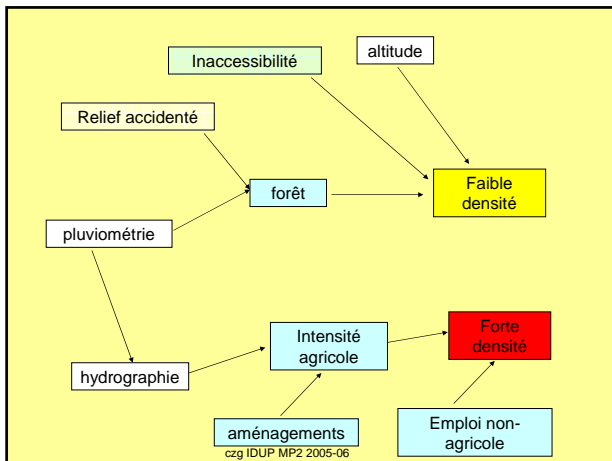 altitude
Inaccessibilité
Relief accidenté
forêt
Faible
densité
pluviométrie
Intensité
agricole
Forte
densité
hydrographie
aménagements
Emploi non-
agricole
czg IDUP MP2 2005-06